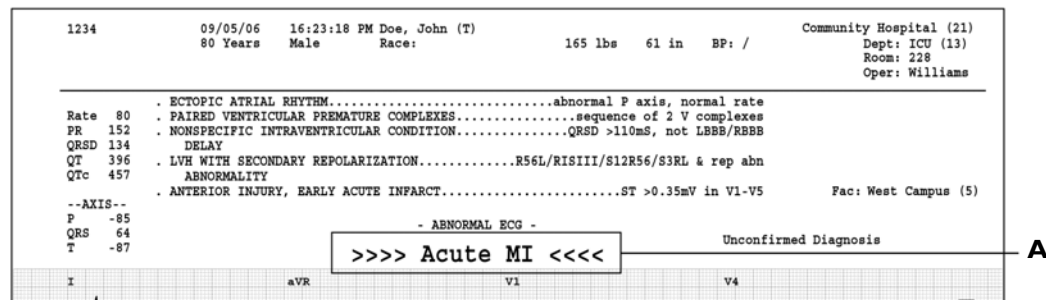 1234 09/05/06 16:23:18 PM Doe, John (T) Community Hospital (21)
80 Years Male Race: 165 lbs 61 in BP: / Dept: ICU (13)
Room: 228
Oper: Williams
. ECTOPIC ATRIAL RHYTHM..............................abnormal P axis, normal rate
Rate 80 . PAIRED VENTRICULAR PREMATURE COMPLEXES................sequence of 2 V complexes
PR 152 . NONSPECIFIC INTRAVENTRICULAR CONDITION...............QRSD >110mS, not LBBB/RBBB
QRSD 134 DELAY
QT 396 . LVH WITH SECONDARY REPOLARIZATION.............R56L/RISIII/S12R56/S3RL & rep abn
QTc 457 ABNORMALITY
. ANTERIOR INJURY, EARLY ACUTE INFARCT........................ST >0.35mV in V1-V5 Fac: West Campus (5)
--AXIS--
P -85
- ABNORMAL ECG -
QRS 64
Unconfirmed Diagnosis
T -87
>>>> Acute MI <<<< A
I aVR V1 V4